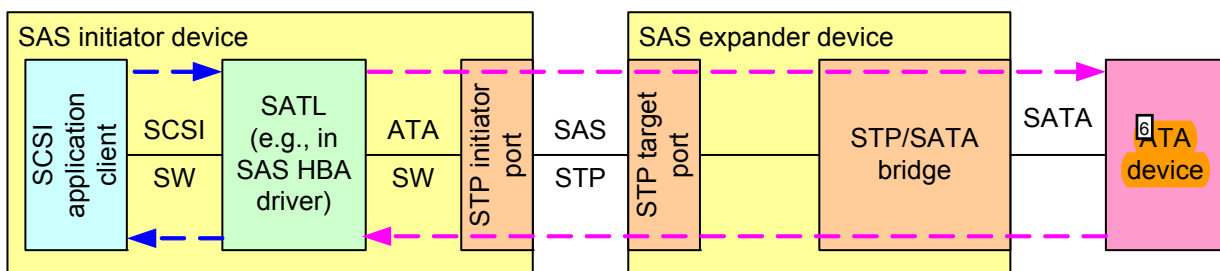 SAS initiator device
SCSI
application
client
SCSI
SW
SATL
(e.g., in
SAS HBA
driver)
ATA
SW
STP initiator
port
SAS
STP
SAS expander device
STP target
port
STP/SATA
bridge
SATA
6
ATA
device